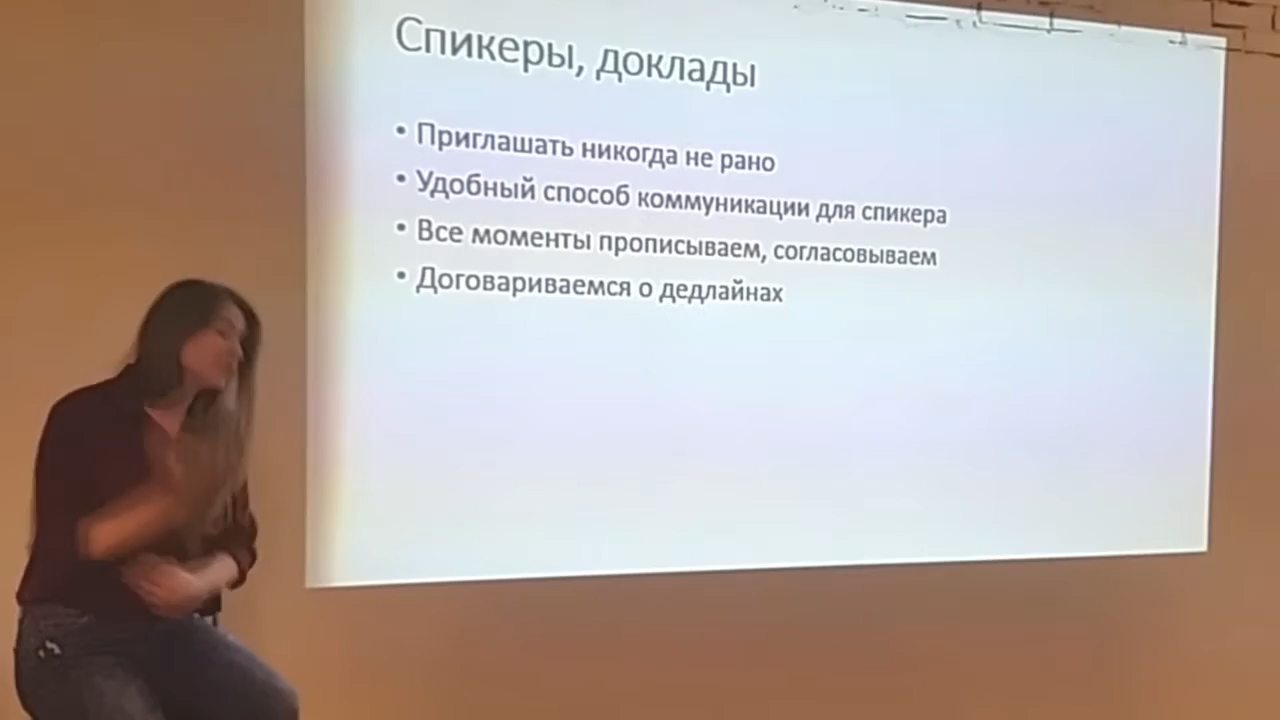 Спикеры, доклады
• Приглашать никогда не рано
• Удобный способ коммуникации для спикера
• Все моменты прописываем, согласовываем
• Договариваемся о дедлайнах